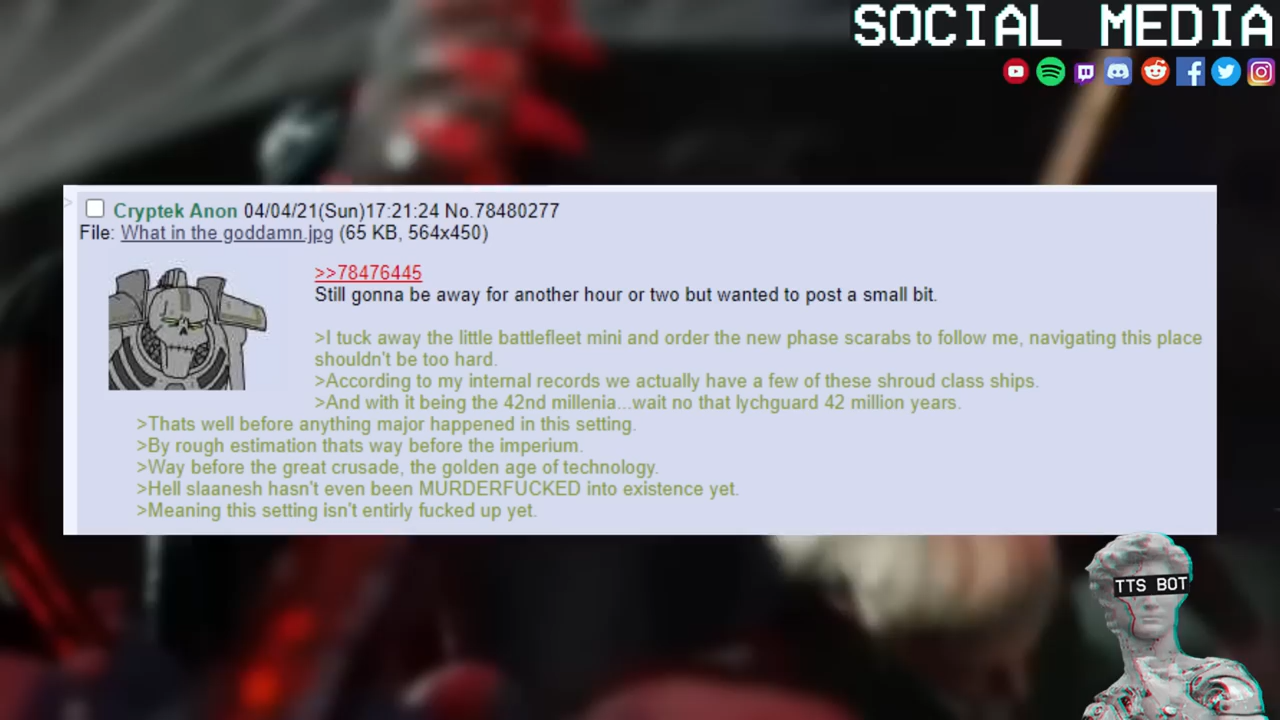 SOCIAL MEDIA
Cryptek Anon 04/04/21(Sun)17:21:24 No.78480277
File: What in the goddamn.jpg (65 KB, 564x450)
>>78476445
Still gonna be away for another hour or two but wanted to post a small bit.
>I tuck away the little battlefleet mini and order the new phase scarabs to follow me, navigating this place
shouldn't be too hard.
>According to my internal records we actually have a few of these shroud class ships.
>And with it being the 42nd millenia...wait no that lychguard 42 million years.
>Thats well before anything major happened in this setting.
>By rough estimation thats way before the imperium.
>Way before the great crusade, the golden age of technology.
>Hell slaanesh hasn't even been MURDERFUCKED into existence yet.
>Meaning this setting isn't entirly fucked up yet.
TTS BOT